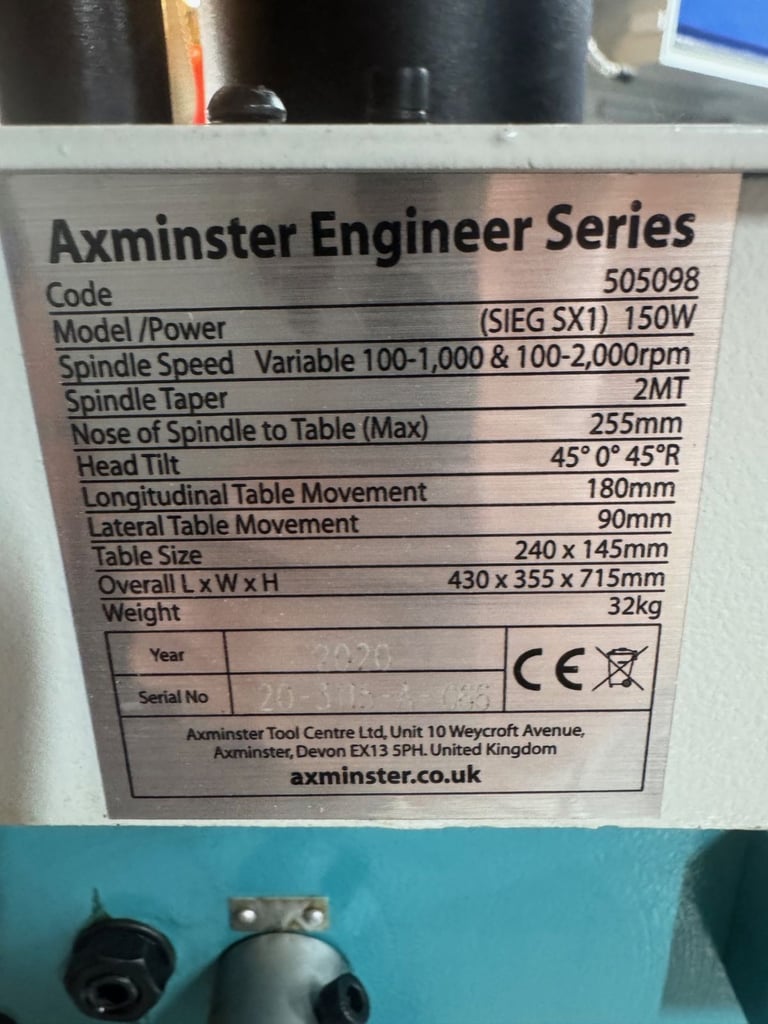 Axminster Engineer Series
Code 505098
Model /Power (SIEG SX1) 150W
Spindle Speed Variable 100-1,000 & 100-2,000rpm
Spindle Taper 2MT
Nose of Spindle to Table (Max) 255mm
Head Tilt 45° 0° 45°R
Longitudinal Table Movement 180mm
Lateral Table Movement 90mm
Table Size 240 x 145mm
Overall L x W x H 430 x 355 x 715mm
Weight 32kg
Year 2020
CE
Serial No
Axminster Tool Centre Ltd, Unit 10 Weycroft Avenue,
Axminster, Devon EX13 5PH. United Kingdom
axminster.co.uk